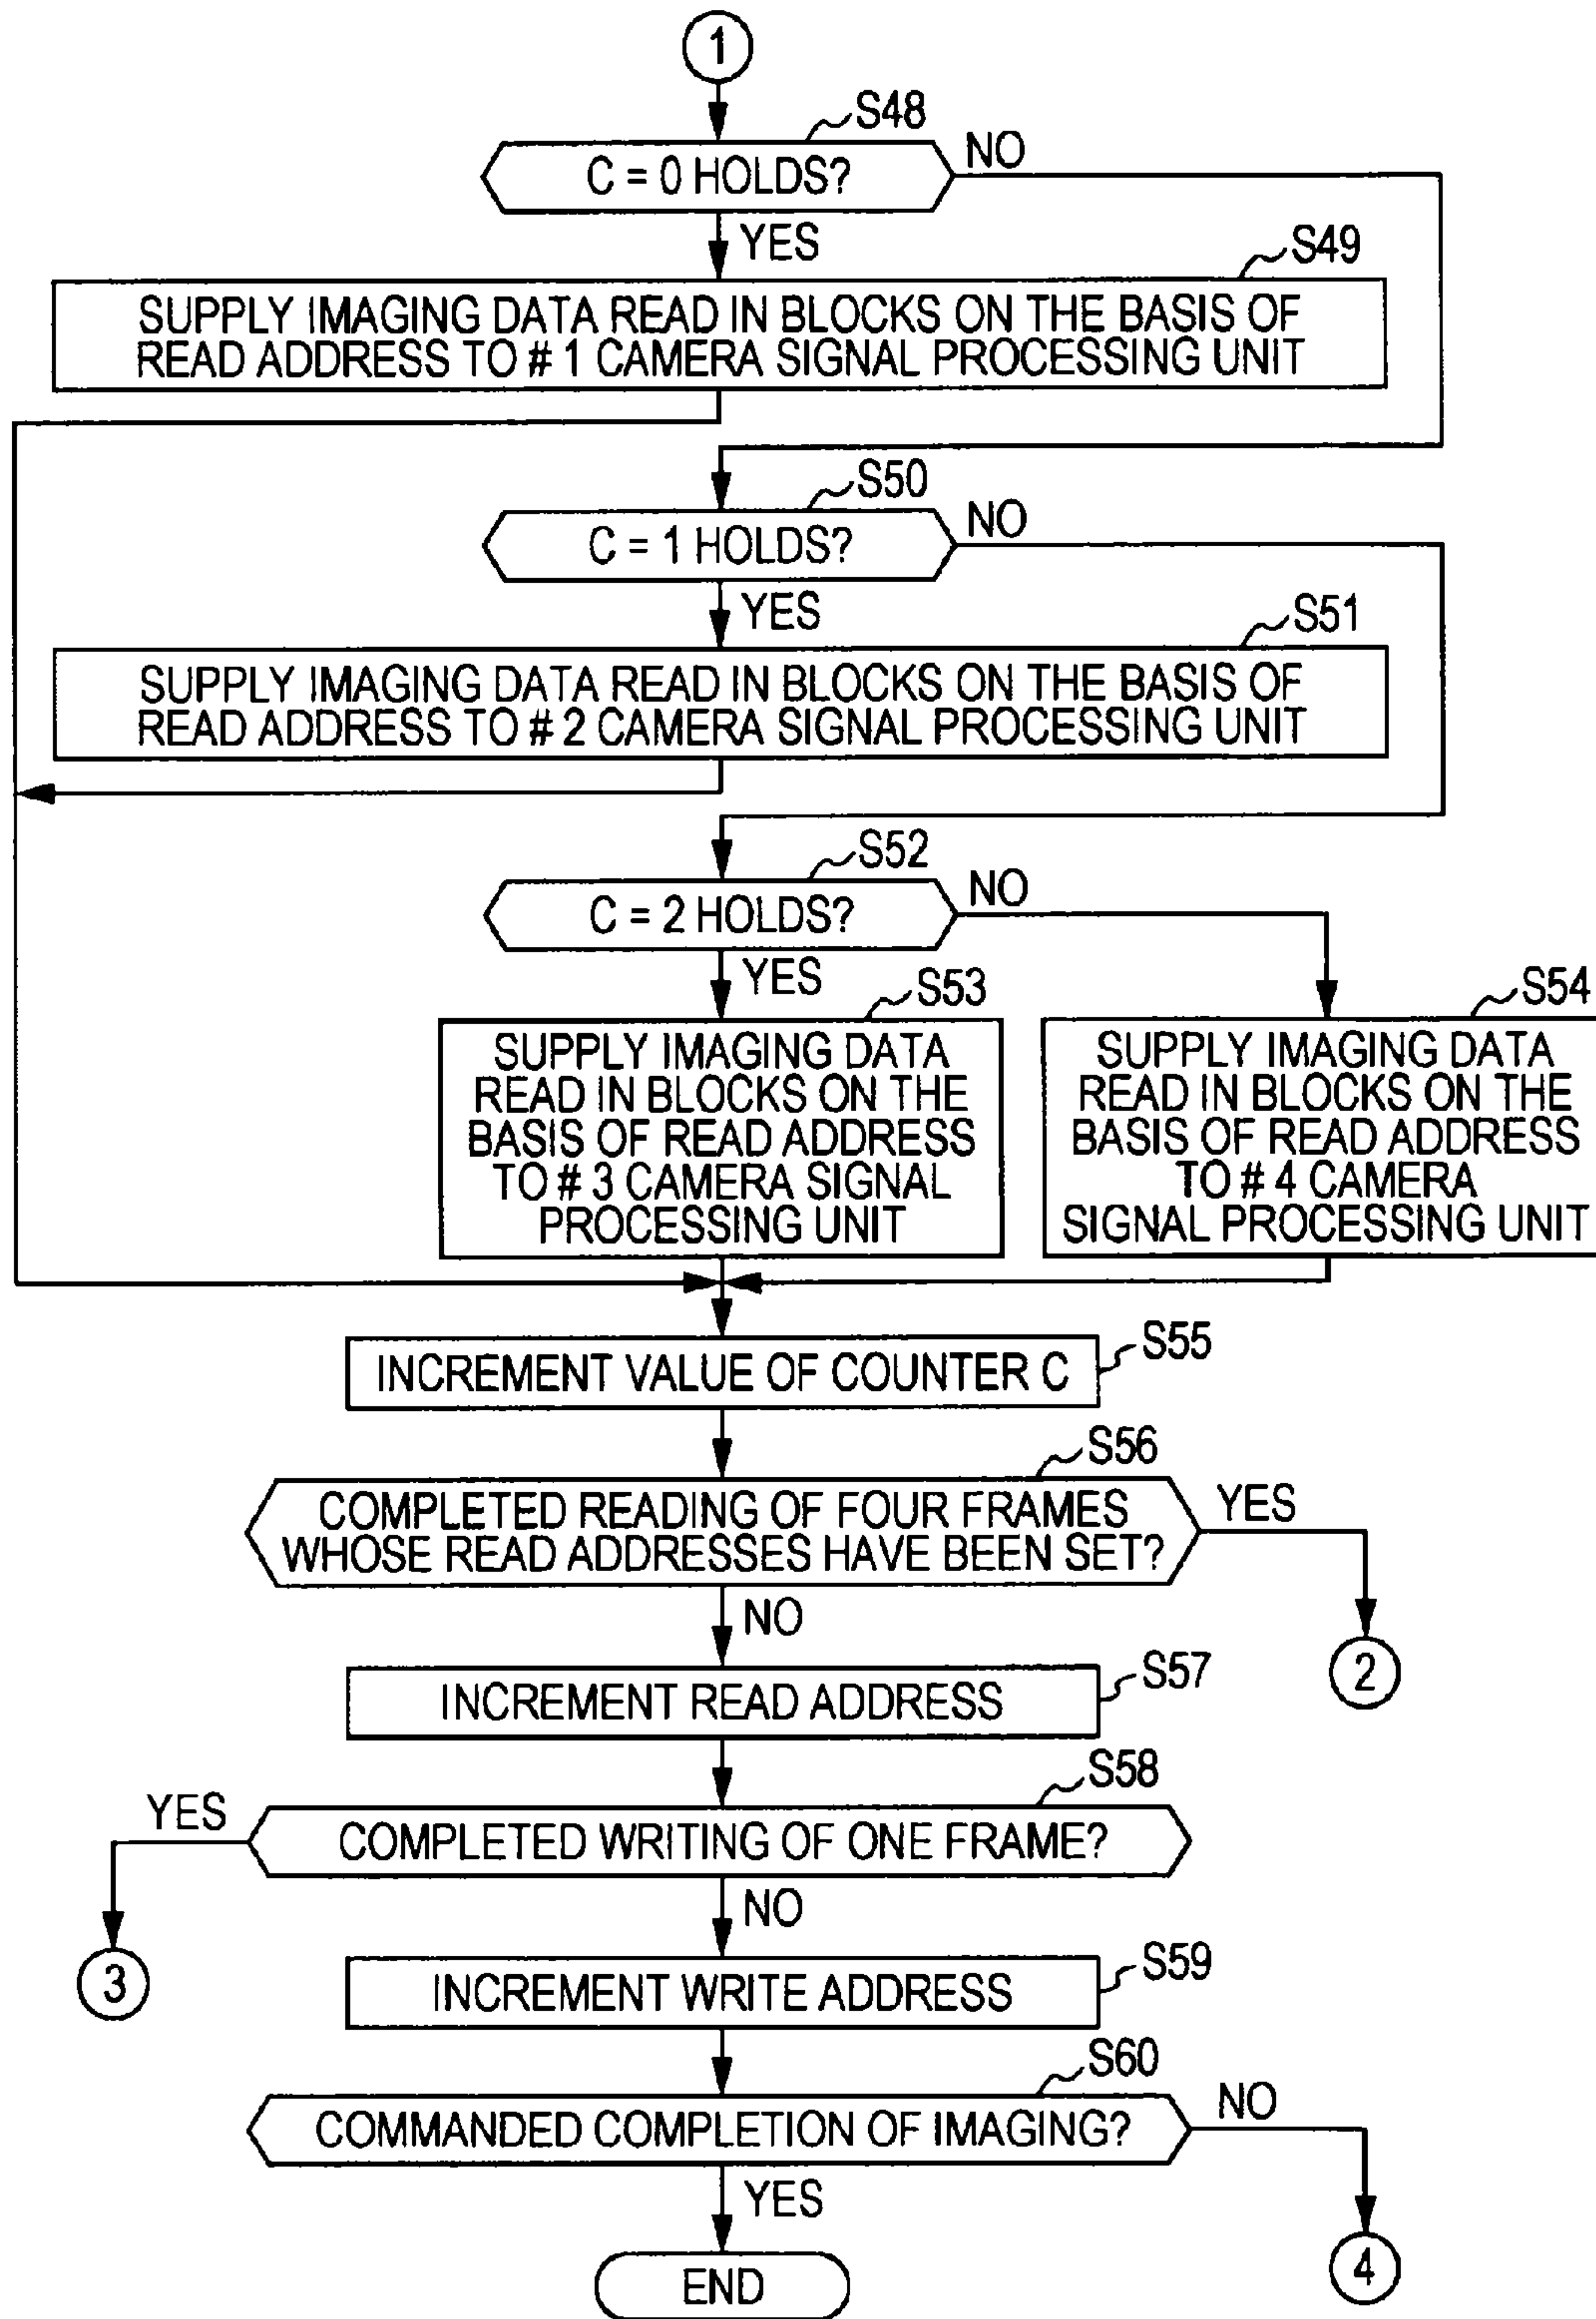 1
S48
C = 0 HOLDS?
NO
YES
S49
SUPPLY IMAGING DATA READ IN BLOCKS ON THE BASIS OF
READ ADDRESS TO # 1 CAMERA SIGNAL PROCESSING UNIT
S50
C = 1 HOLDS?
NO
YES
S51
SUPPLY IMAGING DATA READ IN BLOCKS ON THE BASIS OF
READ ADDRESS TO # 2 CAMERA SIGNAL PROCESSING UNIT
S52
C = 2 HOLDS?
NO
YES
S53
SUPPLY IMAGING DATA
READ IN BLOCKS ON THE
BASIS OF READ ADDRESS
TO # 3 CAMERA SIGNAL
PROCESSING UNIT
S54
SUPPLY IMAGING DATA
READ IN BLOCKS ON THE
BASIS OF READ ADDRESS
TO # 4 CAMERA
SIGNAL PROCESSING UNIT
S55
INCREMENT VALUE OF COUNTER C
S56
COMPLETED READING OF FOUR FRAMES
WHOSE READ ADDRESSES HAVE BEEN SET?
YES
2
NO
S57
INCREMENT READ ADDRESS
S58
COMPLETED WRITING OF ONE FRAME?
YES
3
NO
S59
INCREMENT WRITE ADDRESS
S60
COMMANDED COMPLETION OF IMAGING?
NO
4
YES
END